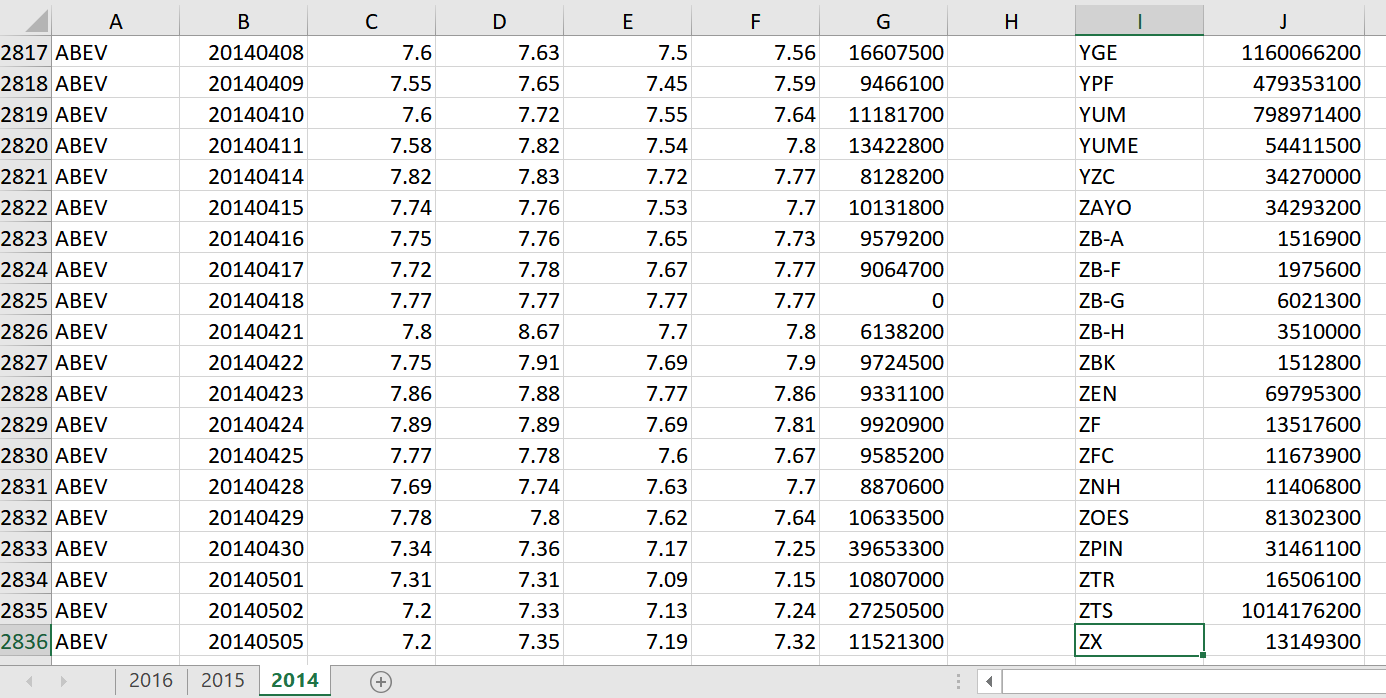 A B C D E F G H I J
2817 ABEV 20140408 7.6 7.63 7.5 7.56 16607500 YGE 1160066200
2818 ABEV 20140409 7.55 7.65 7.45 7.59 9466100 YPF 479353100
2819 ABEV 20140410 7.6 7.72 7.55 7.64 11181700 YUM 798971400
2820 ABEV 20140411 7.58 7.82 7.54 7.8 13422800 YUME 54411500
2821 ABEV 20140414 7.82 7.83 7.72 7.77 8128200 YZC 34270000
2822 ABEV 20140415 7.74 7.76 7.53 7.7 10131800 ZAYO 34293200
2823 ABEV 20140416 7.75 7.76 7.65 7.73 9579200 ZB-A 1516900
2824 ABEV 20140417 7.72 7.78 7.67 7.77 9064700 ZB-F 1975600
2825 ABEV 20140418 7.77 7.77 7.77 7.77 0 ZB-G 6021300
2826 ABEV 20140421 7.8 8.67 7.7 7.8 6138200 ZB-H 3510000
2827 ABEV 20140422 7.75 7.91 7.69 7.9 9724500 ZBK 1512800
2828 ABEV 20140423 7.86 7.88 7.77 7.86 9331100 ZEN 69795300
2829 ABEV 20140424 7.89 7.89 7.69 7.81 9920900 ZF 13517600
2830 ABEV 20140425 7.77 7.78 7.6 7.67 9585200 ZFC 11673900
2831 ABEV 20140428 7.69 7.74 7.63 7.7 8870600 ZNH 11406800
2832 ABEV 20140429 7.78 7.8 7.62 7.64 10633500 ZOES 81302300
2833 ABEV 20140430 7.34 7.36 7.17 7.25 39653300 ZPIN 31461100
2834 ABEV 20140501 7.31 7.31 7.09 7.15 10807000 ZTR 16506100
2835 ABEV 20140502 7.2 7.33 7.13 7.24 27250500 ZTS 1014176200
2836 ABEV 20140505 7.2 7.35 7.19 7.32 11521300 ZX 13149300
2016 2015 2014